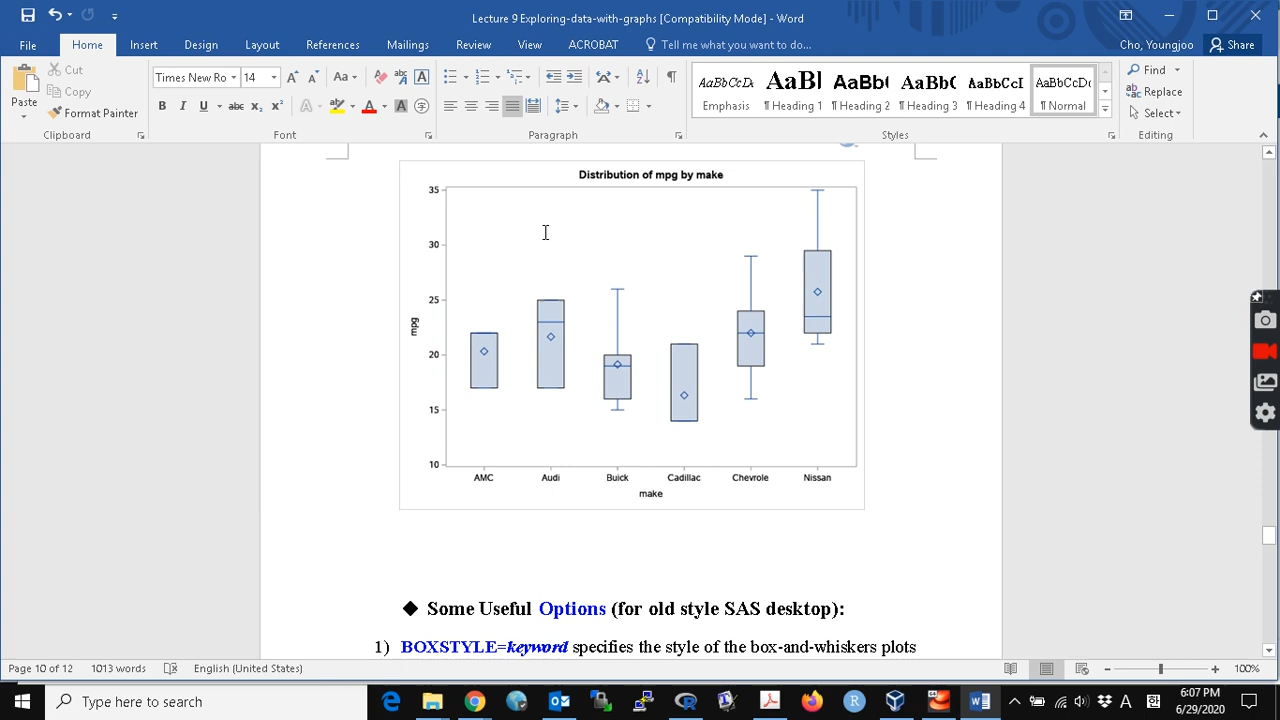 Lecture 9 Exploring-data-with-graphs [Compatibility Mode] - Word
File Home Insert Design Layout References Mailings Review View ACROBAT Tell me what you want to do... Cho, Youngjoo Share
Paste
Cut
Copy
Format Painter
Times New Ro 14
AaBbCcDc AaBl AaBb( AaBb( AaBbCcI AaBbCcDc
Emphasis ¶ Heading 1 ¶ Heading 2 ¶ Heading 3 ¶ Heading 4 ¶ Normal
Find
Replace
Select
Clipboard Font Paragraph Styles Editing
Distribution of mpg by make
35
30
25
20
15
10
mpg
AMC Audi Buick Cadillac Chevrole Nissan
make
◆ Some Useful Options (for old style SAS desktop):
1) BOXSTYLE=keyword specifies the style of the box-and-whiskers plots
Page 10 of 12 1013 words English (United States) 100%
Type here to search
6:07 PM
6/29/2020